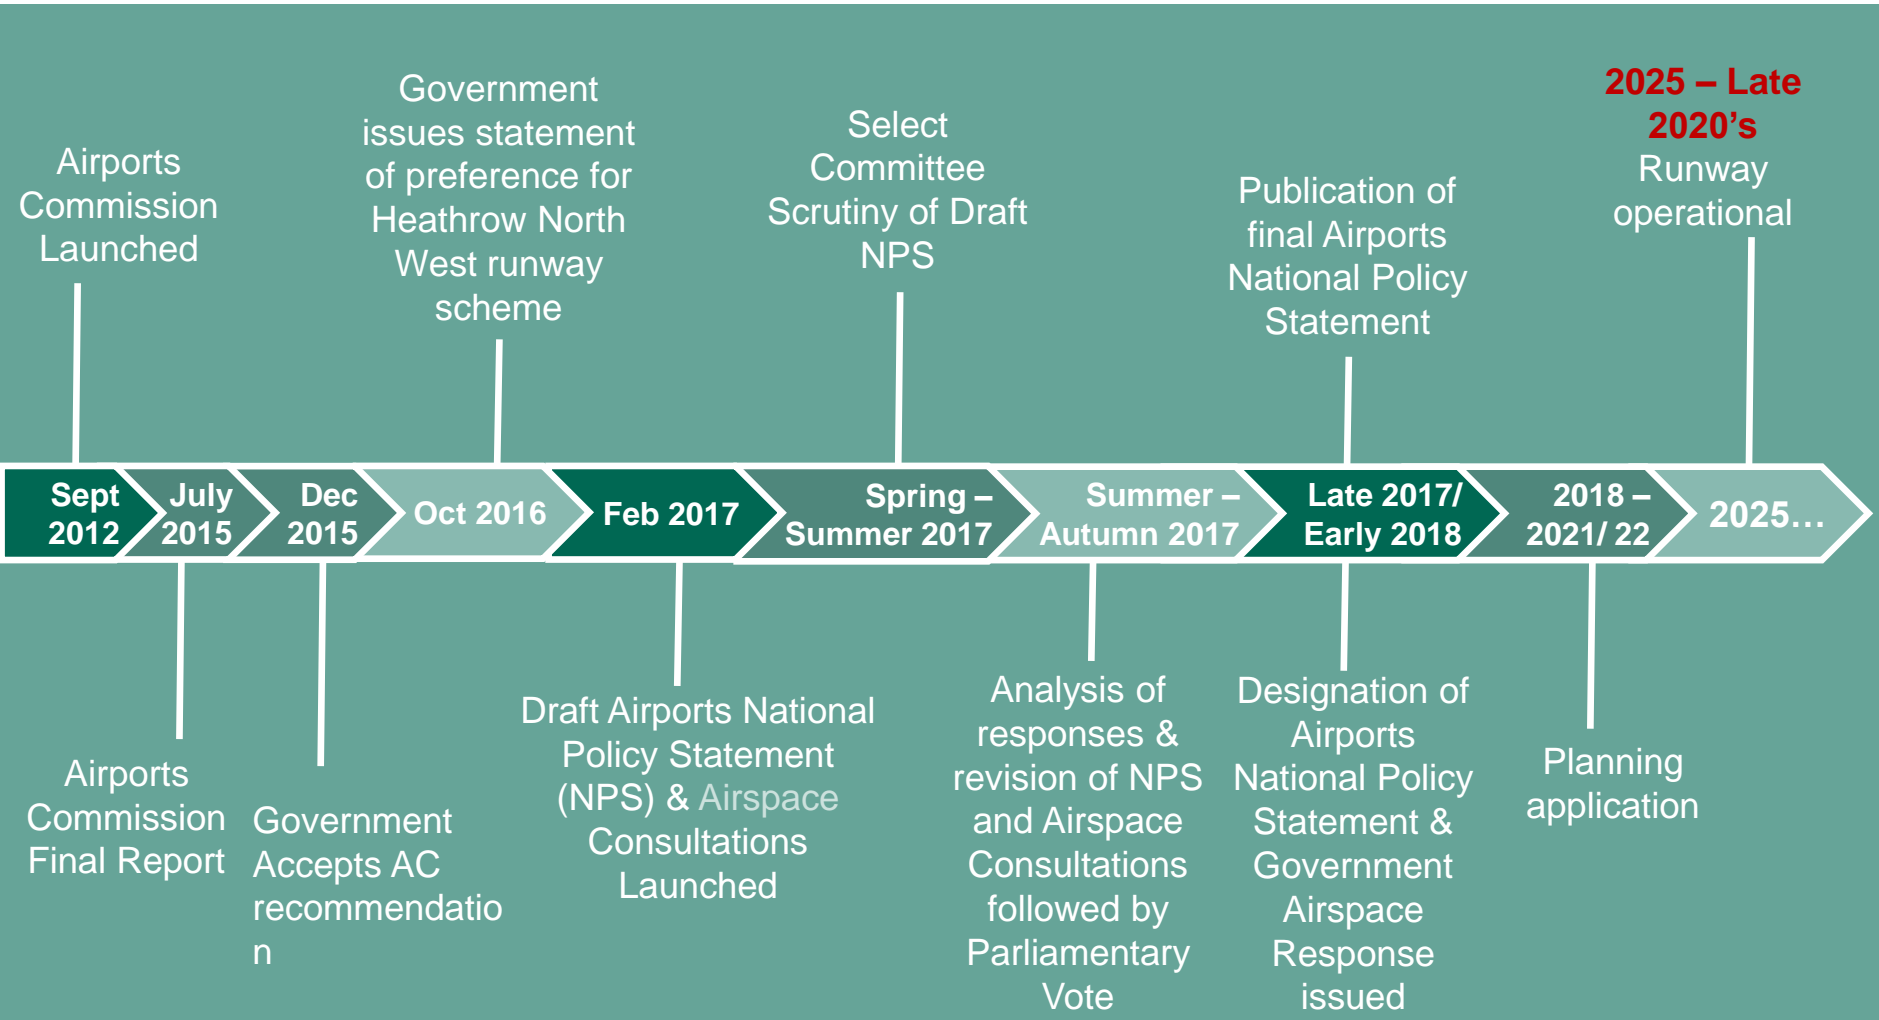 Airports
Commission
Launched
Government
issues statement
of preference for
Heathrow North
West runway
scheme
Select
Committee
Scrutiny of Draft
NPS
Publication of
final Airports
National Policy
Statement
2025 – Late
2020’s
Runway
operational
Sept
2012
July
2015
Dec
2015
Oct 2016
Feb 2017
Spring –
Summer 2017
Summer –
Autumn 2017
Late 2017/
Early 2018
2018 –
2021/ 22
2025…
Airports
Commission
Final Report
Government
Accepts AC
recommendatio
n
Draft Airports National
Policy Statement
(NPS) & Airspace
Consultations
Launched
Analysis of
responses &
revision of NPS
and Airspace
Consultations
followed by
Parliamentary
Vote
Designation of
Airports
National Policy
Statement &
Government
Airspace
Response
issued
Planning
application